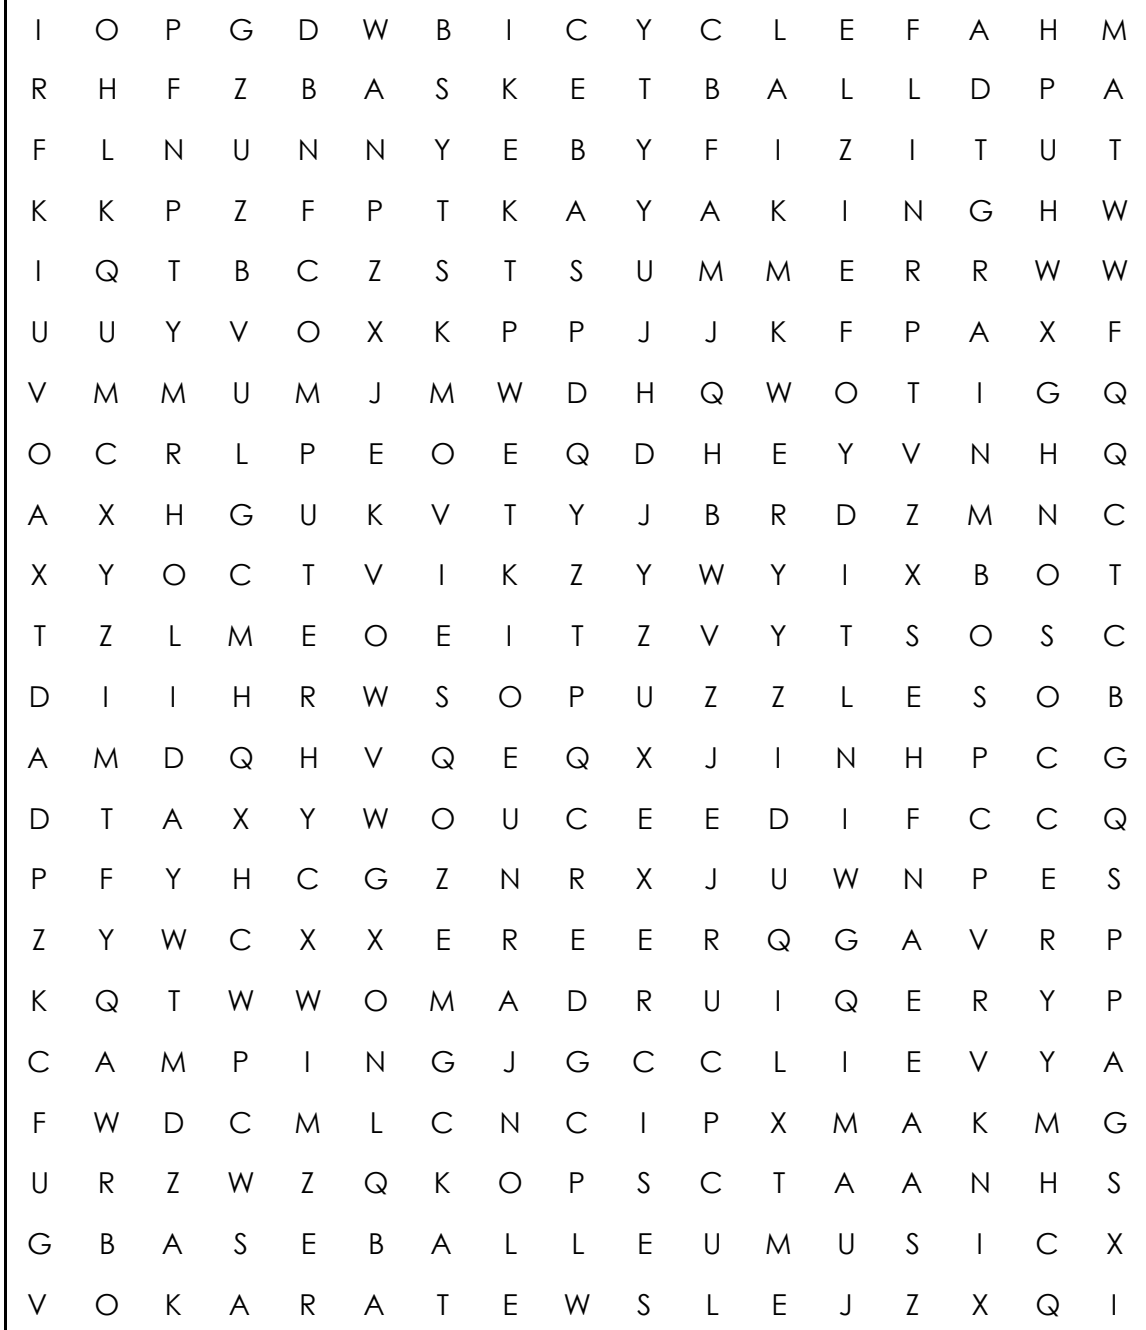 I O P G D W B I C Y C L E F A H M
R H F Z B A S K E T B A L L D P A
F L N U N N Y E B Y F I Z I T U T
K K P Z F P T K A Y A K I N G H W
I Q T B C Z S T S U M M E R R W W
U U Y V O X K P P J J K F P A X F
V M M U M J M W D H Q W O T I G Q
O C R L P E O E Q D H E Y V N H Q
A X H G U K V T Y J B R D Z M N C
X Y O C T V I K Z Y W Y I X B O T
T Z L M E O E I T Z V Y T S O S C
D I I H R W S O P U Z Z L E S O B
A M D Q H V Q E Q X J I N H P C G
D T A X Y W O U C E E D I F C C Q
P F Y H C G Z N R X J U W N P E S
Z Y W C X X E R E E R Q G A V R P
K Q T W W O M A D R U I Q E R Y P
C A M P I N G J G C C L I E V Y A
F W D C M L C N C I P X M A K M G
U R Z W Z Q K O P S C T A A N H S
G B A S E B A L L E U M U S I C X
V O K A R A T E W S L E J Z X Q I